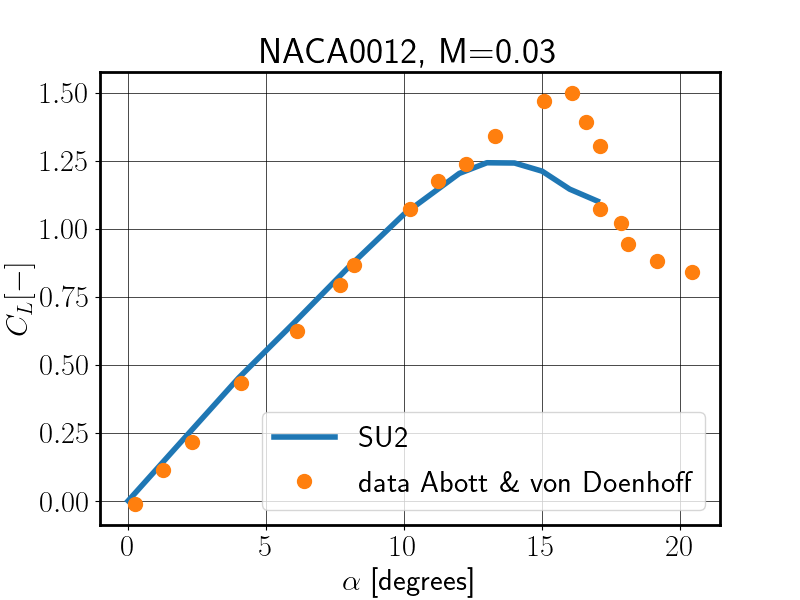 NACA0012, M=0.03
1.50
1.25
1.00
0.75
0.50
0.25
0.00
C_L[−]
SU2
data Abott & von Doenhoff
0 5 10 15 20
α [degrees]